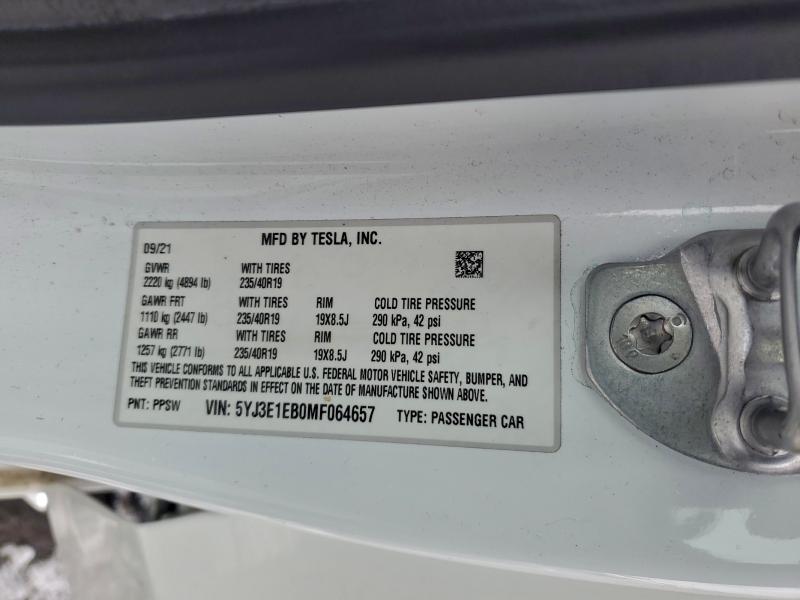 MFD BY TESLA, INC.
09/21
GVWR WITH TIRES
2220 kg (4894 lb) 235/40R19
GAWR FRT WITH TIRES RIM COLD TIRE PRESSURE
1110 kg (2447 lb) 235/40R19 19X8.5J 290 kPa, 42 psi
GAWR RR WITH TIRES RIM COLD TIRE PRESSURE
1257 kg (2771 lb) 235/40R19 19X8.5J 290 kPa, 42 psi
THIS VEHICLE CONFORMS TO ALL APPLICABLE U.S. FEDERAL MOTOR VEHICLE SAFETY, BUMPER, AND
THEFT PREVENTION STANDARDS IN EFFECT ON THE DATE OF MANUFACTURE SHOWN ABOVE.
PNT: PPSW VIN: 5YJ3E1EB0MF064657 TYPE: PASSENGER CAR